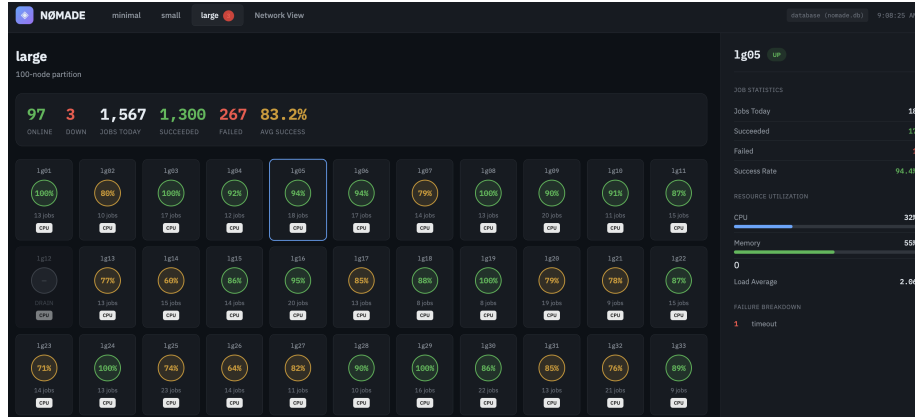 NØMADE minimal small large Network View database (nomade.db) 9:08:25 AM
large
100-node partition
97 3 1,567 1,300 267 83.2%
ONLINE DOWN JOBS TODAY SUCCEEDED FAILED AVG SUCCESS
lg01 lg02 lg03 lg04 lg05 lg06 lg07 lg08 lg09 lg10 lg11
100% 80% 100% 92% 94% 94% 79% 100% 90% 91% 87%
13 jobs 10 jobs 17 jobs 12 jobs 18 jobs 17 jobs 14 jobs 13 jobs 20 jobs 11 jobs 15 jobs
CPU CPU CPU CPU CPU CPU CPU CPU CPU CPU CPU
lg12 lg13 lg14 lg15 lg16 lg17 lg18 lg19 lg20 lg21 lg22
— 77% 60% 86% 95% 85% 88% 100% 79% 78% 87%
DRAIN 13 jobs 15 jobs 14 jobs 20 jobs 13 jobs 8 jobs 8 jobs 19 jobs 9 jobs 15 jobs
CPU CPU CPU CPU CPU CPU CPU CPU CPU CPU CPU
lg23 lg24 lg25 lg26 lg27 lg28 lg29 lg30 lg31 lg32 lg33
71% 100% 74% 64% 82% 90% 100% 86% 85% 76% 89%
14 jobs 13 jobs 23 jobs 14 jobs 11 jobs 10 jobs 16 jobs 22 jobs 13 jobs 21 jobs 9 jobs
CPU CPU CPU CPU CPU CPU CPU CPU CPU CPU CPU
lg05 UP
JOB STATISTICS
Jobs Today 18
Succeeded 17
Failed 1
Success Rate 94.4%
RESOURCE UTILIZATION
CPU 32%
Memory 55%
0
Load Average 2.06
FAILURE BREAKDOWN
1 timeout